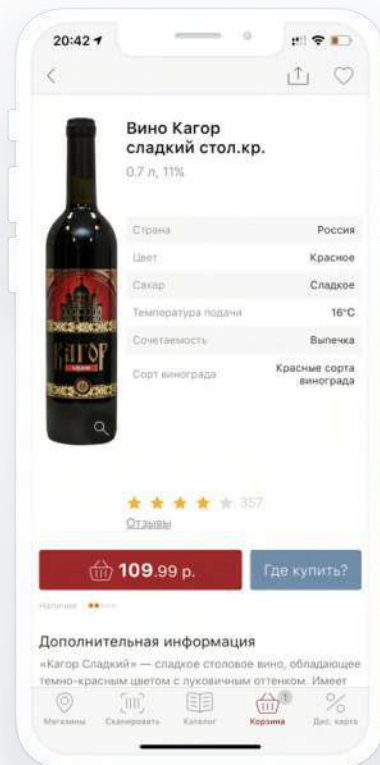 20:42
Вино Кагор
сладкий стол.кр.
0.7 л, 11%
Страна Россия
Цвет Красное
Сахар Сладкое
Температура подачи 16°C
Сочетаемость Выпечка
Сорт винограда Красные сорта
винограда
КАГОР
357
Отзывы
109.99 р.
Где купить?
Наличие
Дополнительная информация
«Кагор Сладкий» — сладкое столовое вино, обладающее
темно-красным цветом с луковичным оттенком. Имеет
1
Магазины Сканировать Каталог Корзина Дис. карта